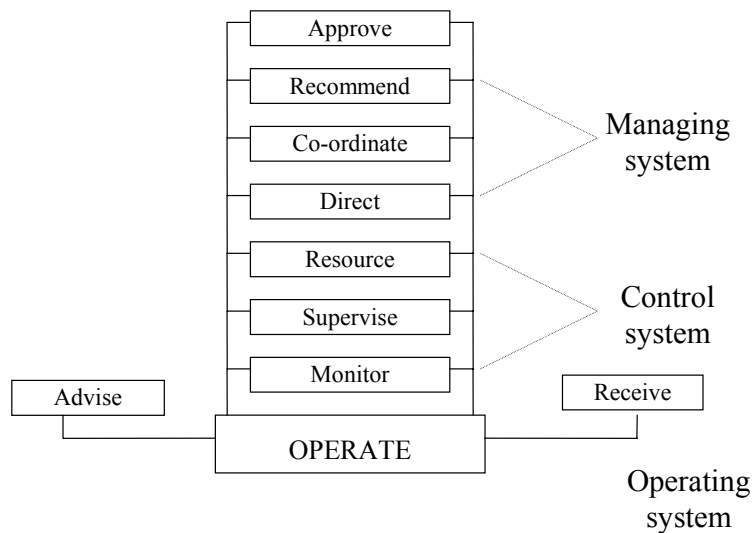 Approve
Recommend
Managing
system
Co-ordinate
Direct
Resource
Control
system
Supervise
Monitor
Advise
Receive
OPERATE
Operating
system